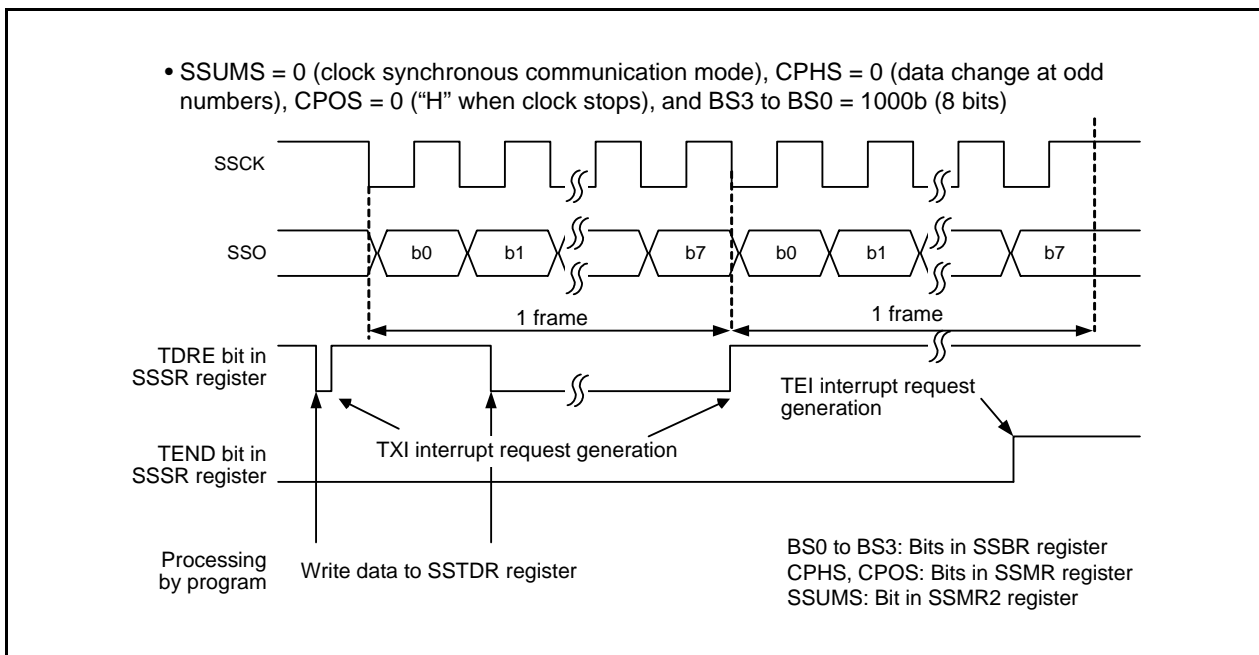 • SSUMS = 0 (clock synchronous communication mode), CPHS = 0 (data change at odd
numbers), CPOS = 0 (“H” when clock stops), and BS3 to BS0 = 1000b (8 bits)
SSCK
SSO
b0
b1
b7
b0
b1
b7
1 frame
1 frame
TDRE bit in
SSSR register
TEI interrupt request
generation
TXI interrupt request generation
TEND bit in
SSSR register
Processing
by program
Write data to SSTDR register
BS0 to BS3: Bits in SSBR register
CPHS, CPOS: Bits in SSMR register
SSUMS: Bit in SSMR2 register